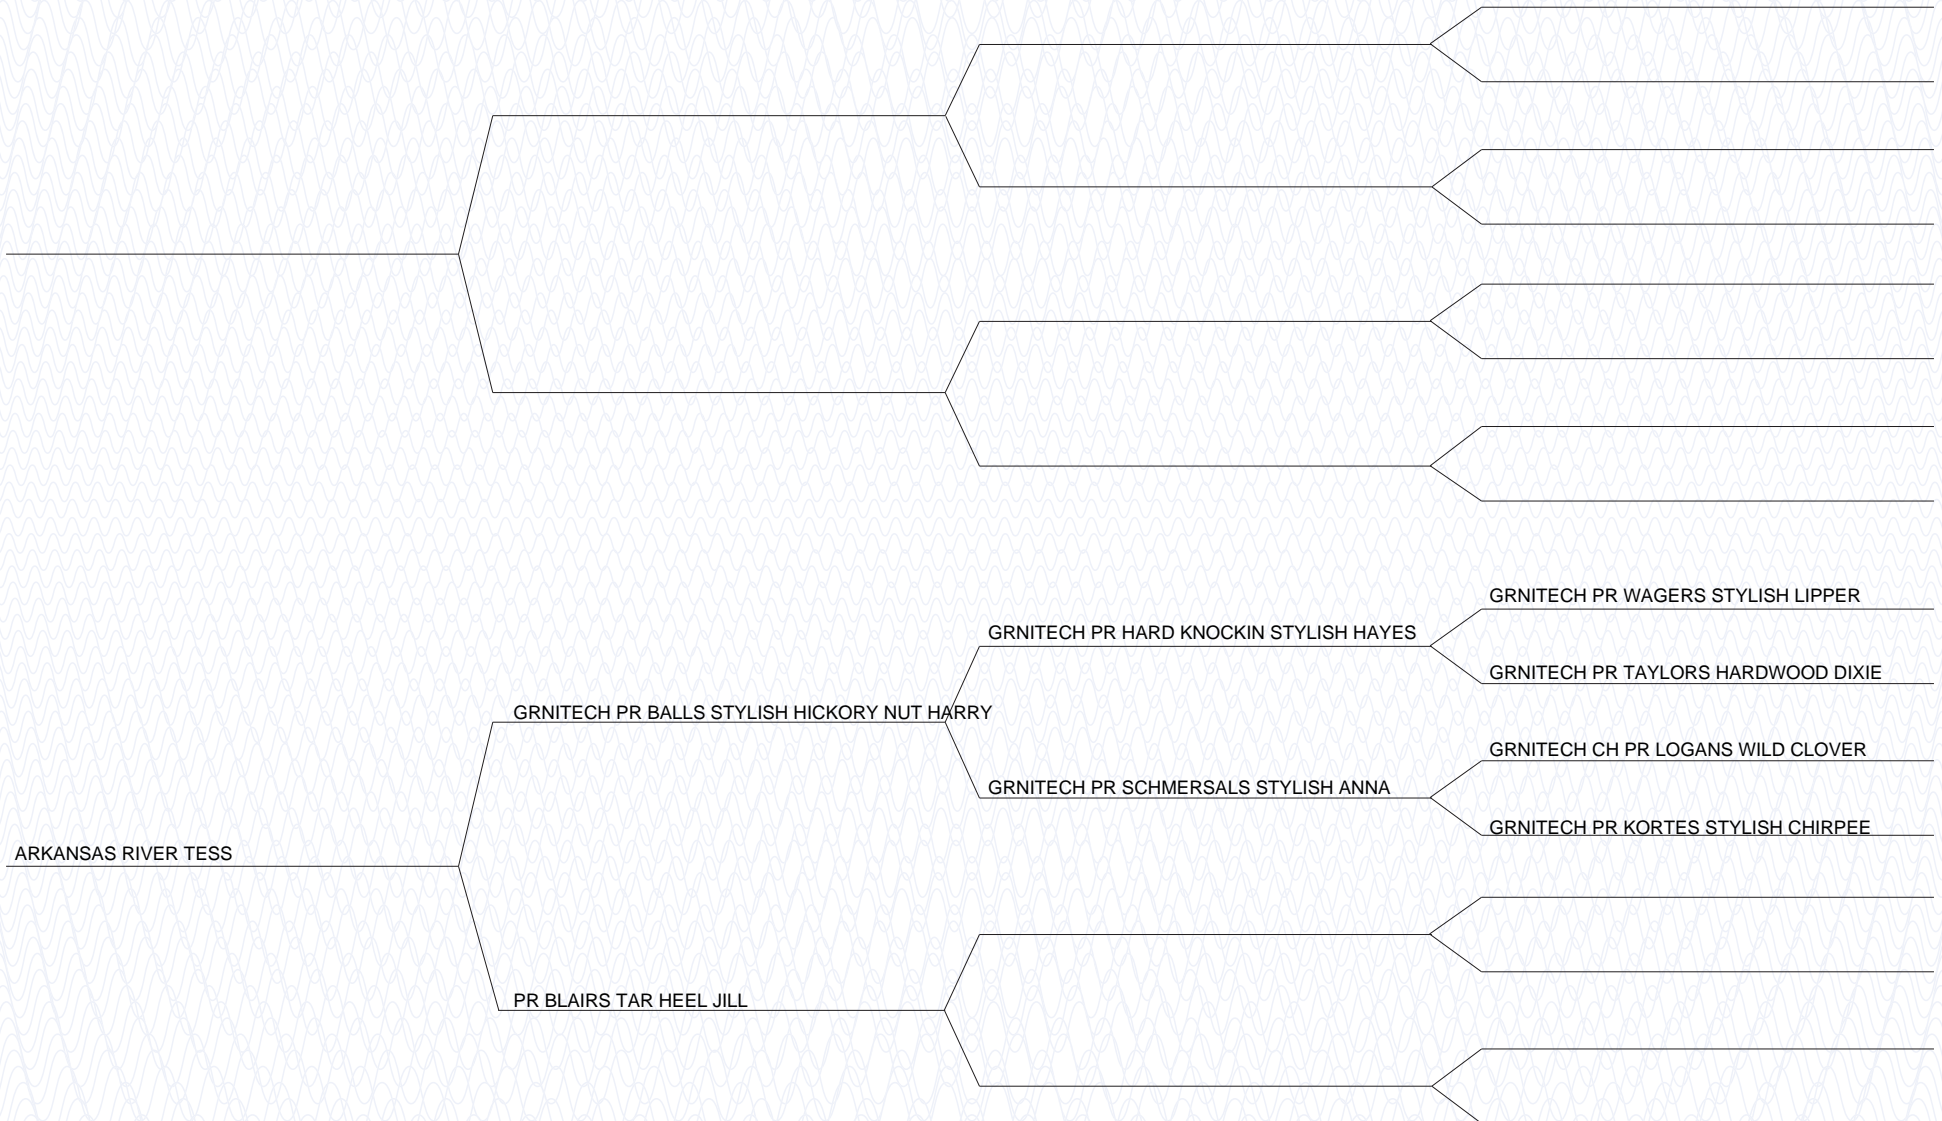 GRNITECH PR WAGERS STYLISH LIPPER
GRNITECH PR HARD KNOCKIN STYLISH HAYES
GRNITECH PR TAYLORS HARDWOOD DIXIE
GRNITECH PR BALLS STYLISH HICKORY NUT HARRY
GRNITECH CH PR LOGANS WILD CLOVER
GRNITECH PR SCHMERSALS STYLISH ANNA
GRNITECH PR KORTES STYLISH CHIRPEE
ARKANSAS RIVER TESS
PR BLAIRS TAR HEEL JILL